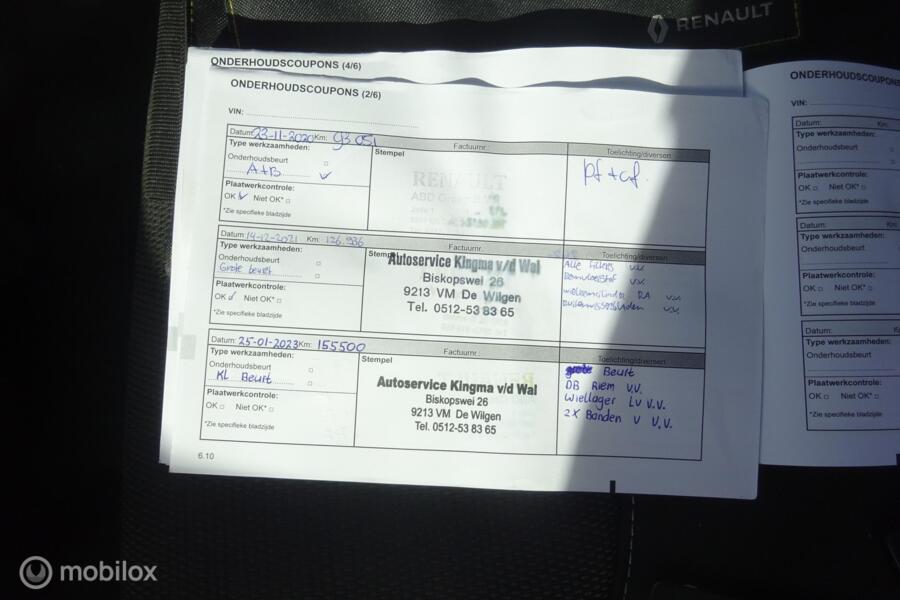 RENAULT
ONDERHOUDSCOUPONS (4/6)
ONDERHOUDSCOUPONS (2/6)
VIN:
Datum: 23-11-2020 Km: 93 051
Factuurnr.
Toelichting/diversen
Type werkzaamheden:
Stempel
Onderhoudsbeurt
A+B
pf + cf.
RENAULT
Plaatwerkcontrole:
OK Niet OK*
*Zie specifieke bladzijde
Datum: 14-12-2021 Km: 126.936
Factuurnr.
Toelichting/diversen
Type werkzaamheden:
Stempel
Onderhoudsbeurt
Grote beurt
Autoservice Kingma v/d Wal
Biskopswei 26
9213 VM De Wilgen
Tel. 0512-53 83 65
Alle filters v.v.
v.v.
wielremcilinder RA v.v.
v.v.
Plaatwerkcontrole:
OK Niet OK*
*Zie specifieke bladzijde
Datum: 25-01-2023 Km: 155500
Factuurnr.
Toelichting/diversen
Type werkzaamheden:
Stempel
Onderhoudsbeurt
KL Beurt
Autoservice Kingma v/d Wal
Biskopswei 26
9213 VM De Wilgen
Tel. 0512-53 83 65
Beurt
DB Riem V.V.
Wiellager LV V.V.
2X Banden V V.V.
Plaatwerkcontrole:
OK Niet OK*
*Zie specifieke bladzijde
6.10
ONDERHOUDSCOUPONS
VIN:
Datum: Km:
Type werkzaamheden:
Onderhoudsbeurt
Plaatwerkcontrole:
OK Niet OK*
*Zie specifieke bladzijde
Datum: Km:
Type werkzaamheden:
Onderhoudsbeurt
Plaatwerkcontrole:
OK Niet OK*
*Zie specifieke bladzijde
Datum: Km:
Type werkzaamheden:
Onderhoudsbeurt
Plaatwerkcontrole:
OK Niet OK*
*Zie specifieke bladzijde
mobilox